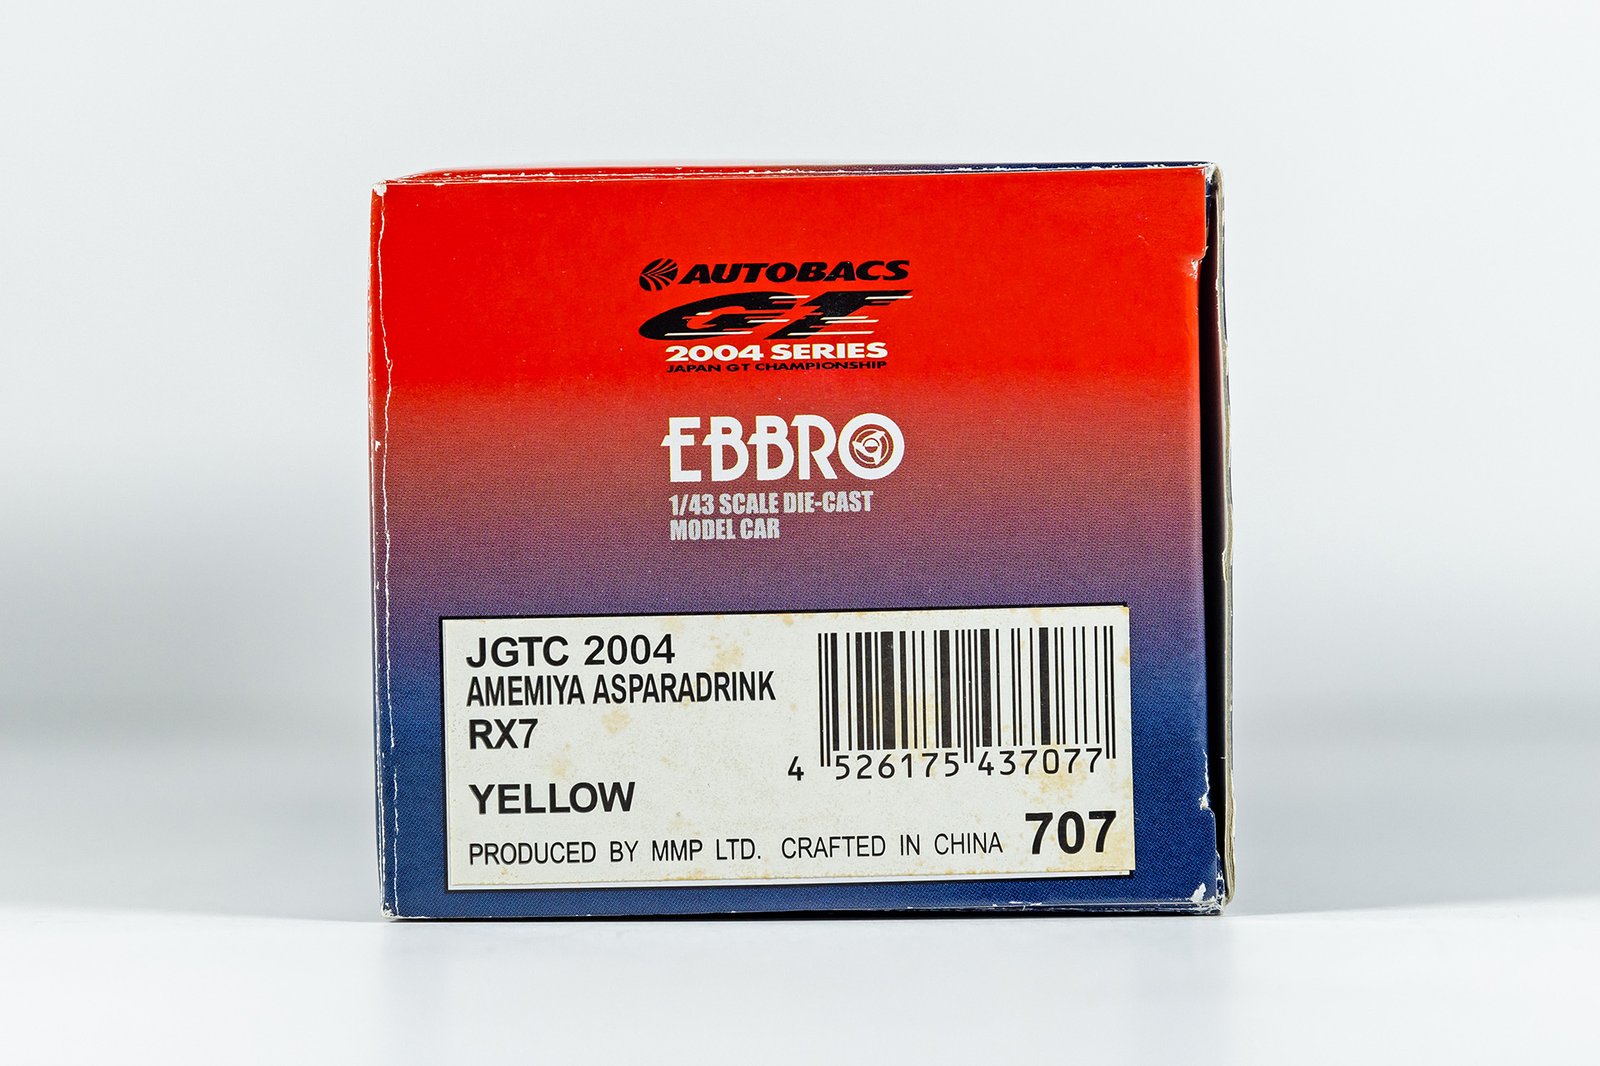 AUTOBACS
GT
2004 SERIES
JAPAN GT CHAMPIONSHIP
EBBRO
1/43 SCALE DIE-CAST
MODEL CAR
JGTC 2004
AMEMIYA ASPARADRINK
RX7
YELLOW
4 526175 437077
PRODUCED BY MMP LTD. CRAFTED IN CHINA 707